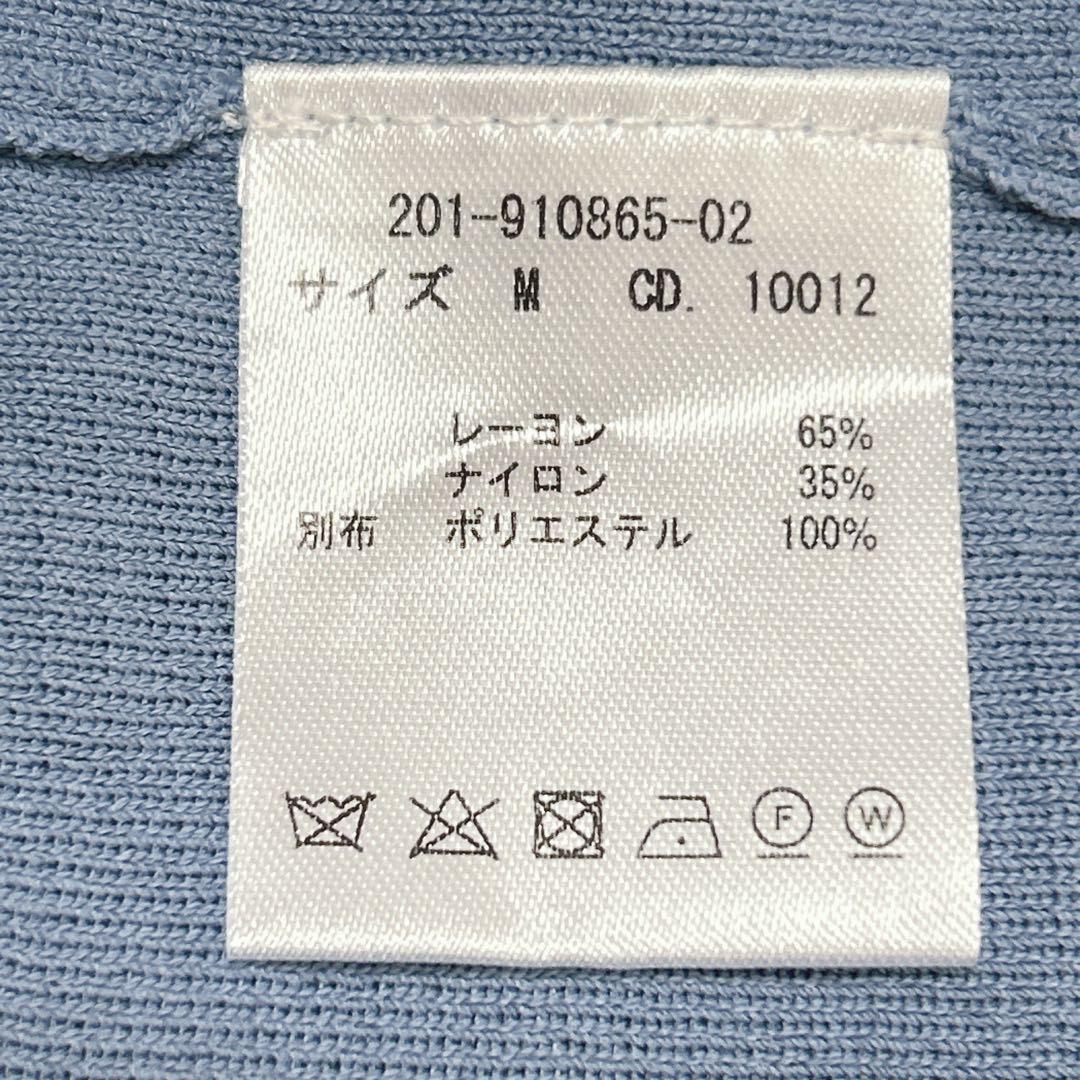 201-910865-02
サイズ M CD. 10012
レーヨン 65%
ナイロン 35%
別布 ポリエステル 100%
F W